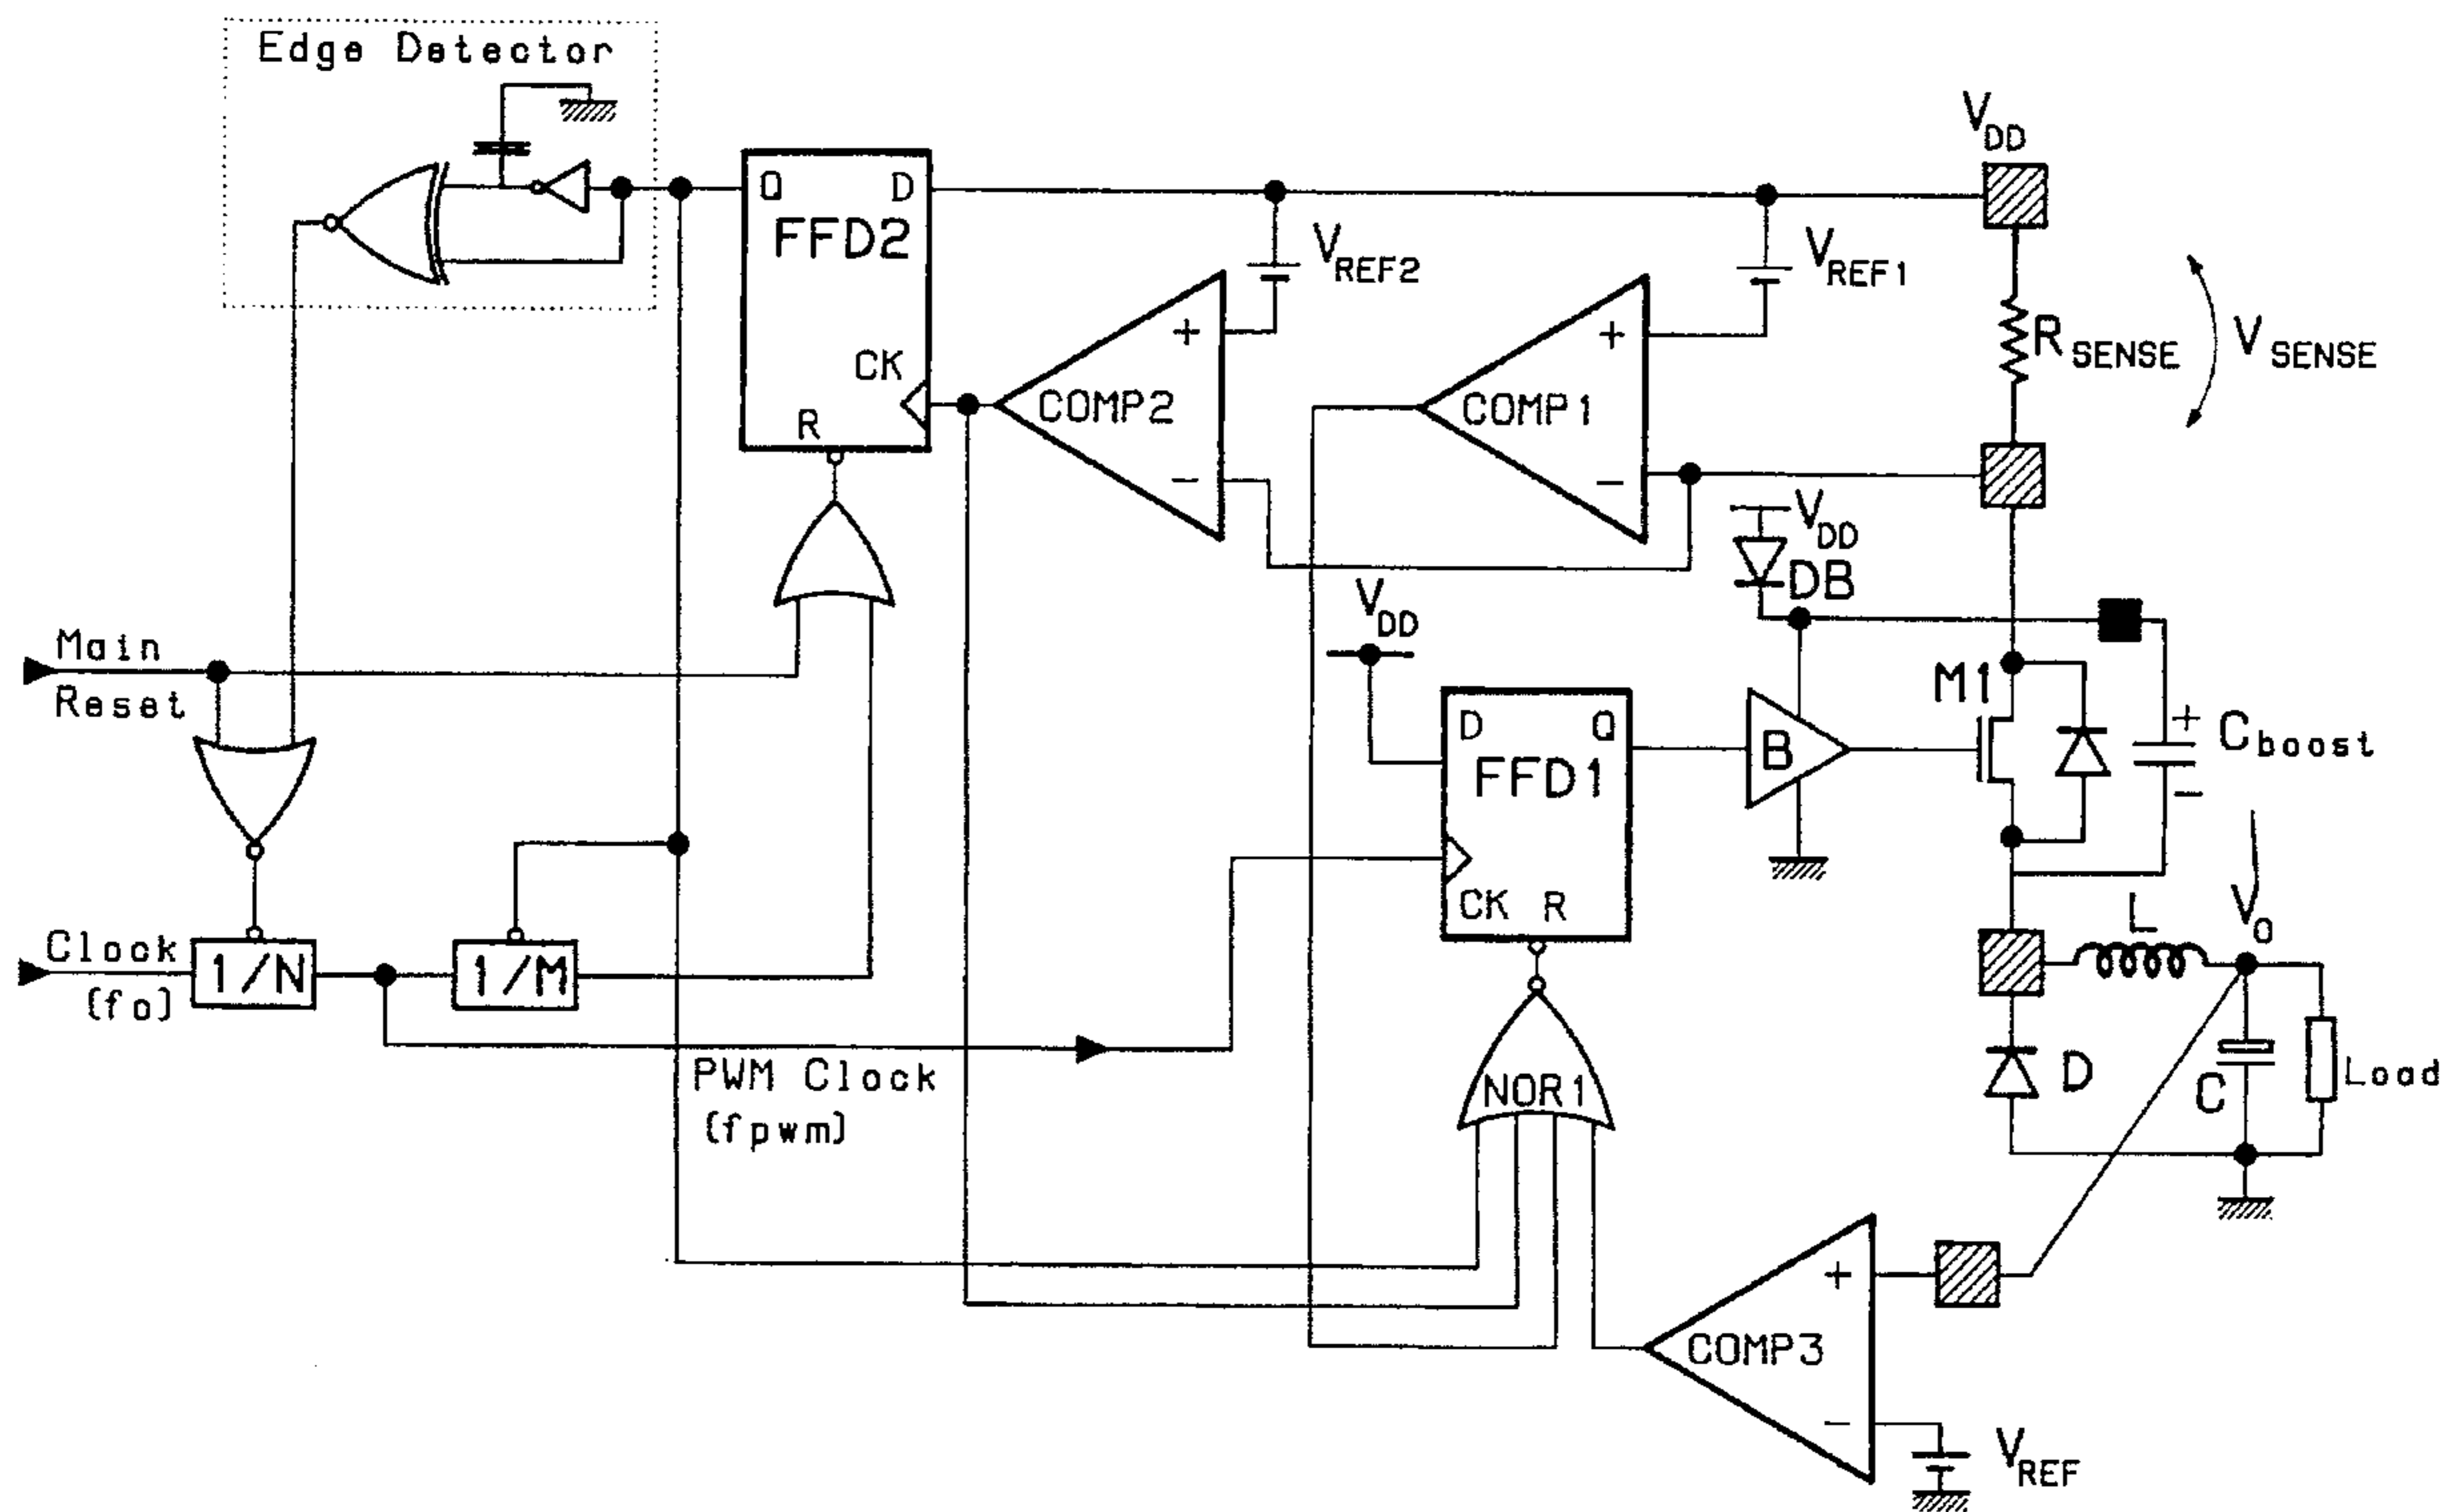 Edge Detector
V_DD
Q D
FFD2
CK
R
V_REF2
V_REF1
+
+
COMP2
COMP1
-
-
R_SENSE
V_SENSE
V_DD
DB
V_DD
Main
Reset
M1
D Q
FFD1
CK R
B
+
C_boost
-
Clock
(fo)
1/N
1/M
PWM Clock
(fpwm)
NOR1
L
V_O
D
C
Load
+
COMP3
-
V_REF